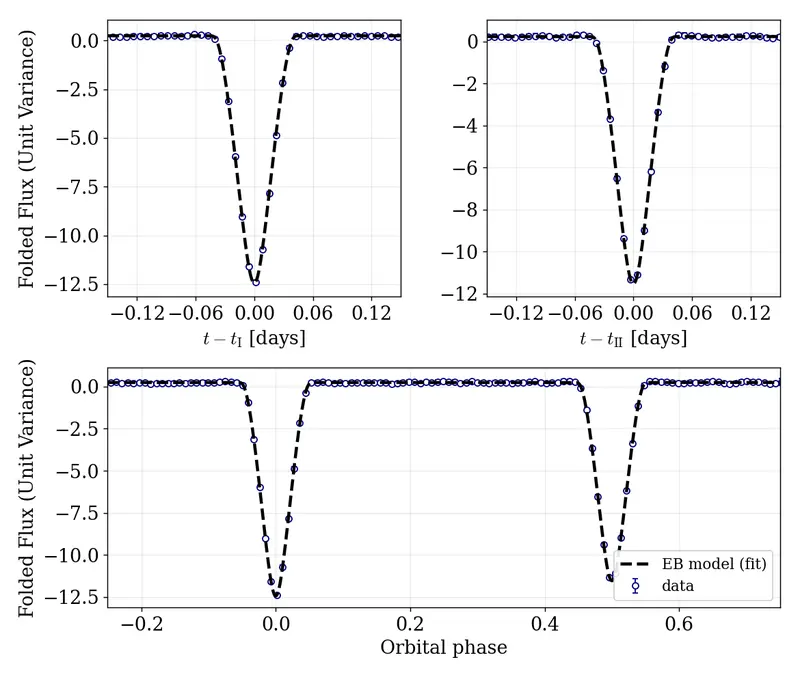 Folded Flux (Unit Variance)
0.0
−2.5
−5.0
−7.5
−10.0
−12.5
−0.12 −0.06 0.00 0.06 0.12
t − tI [days]
0
−2
−4
−6
−8
−10
−12
−0.12 −0.06 0.00 0.06 0.12
t − tII [days]
Folded Flux (Unit Variance)
0.0
−2.5
−5.0
−7.5
−10.0
−12.5
EB model (fit)
data
−0.2 0.0 0.2 0.4 0.6
Orbital phase